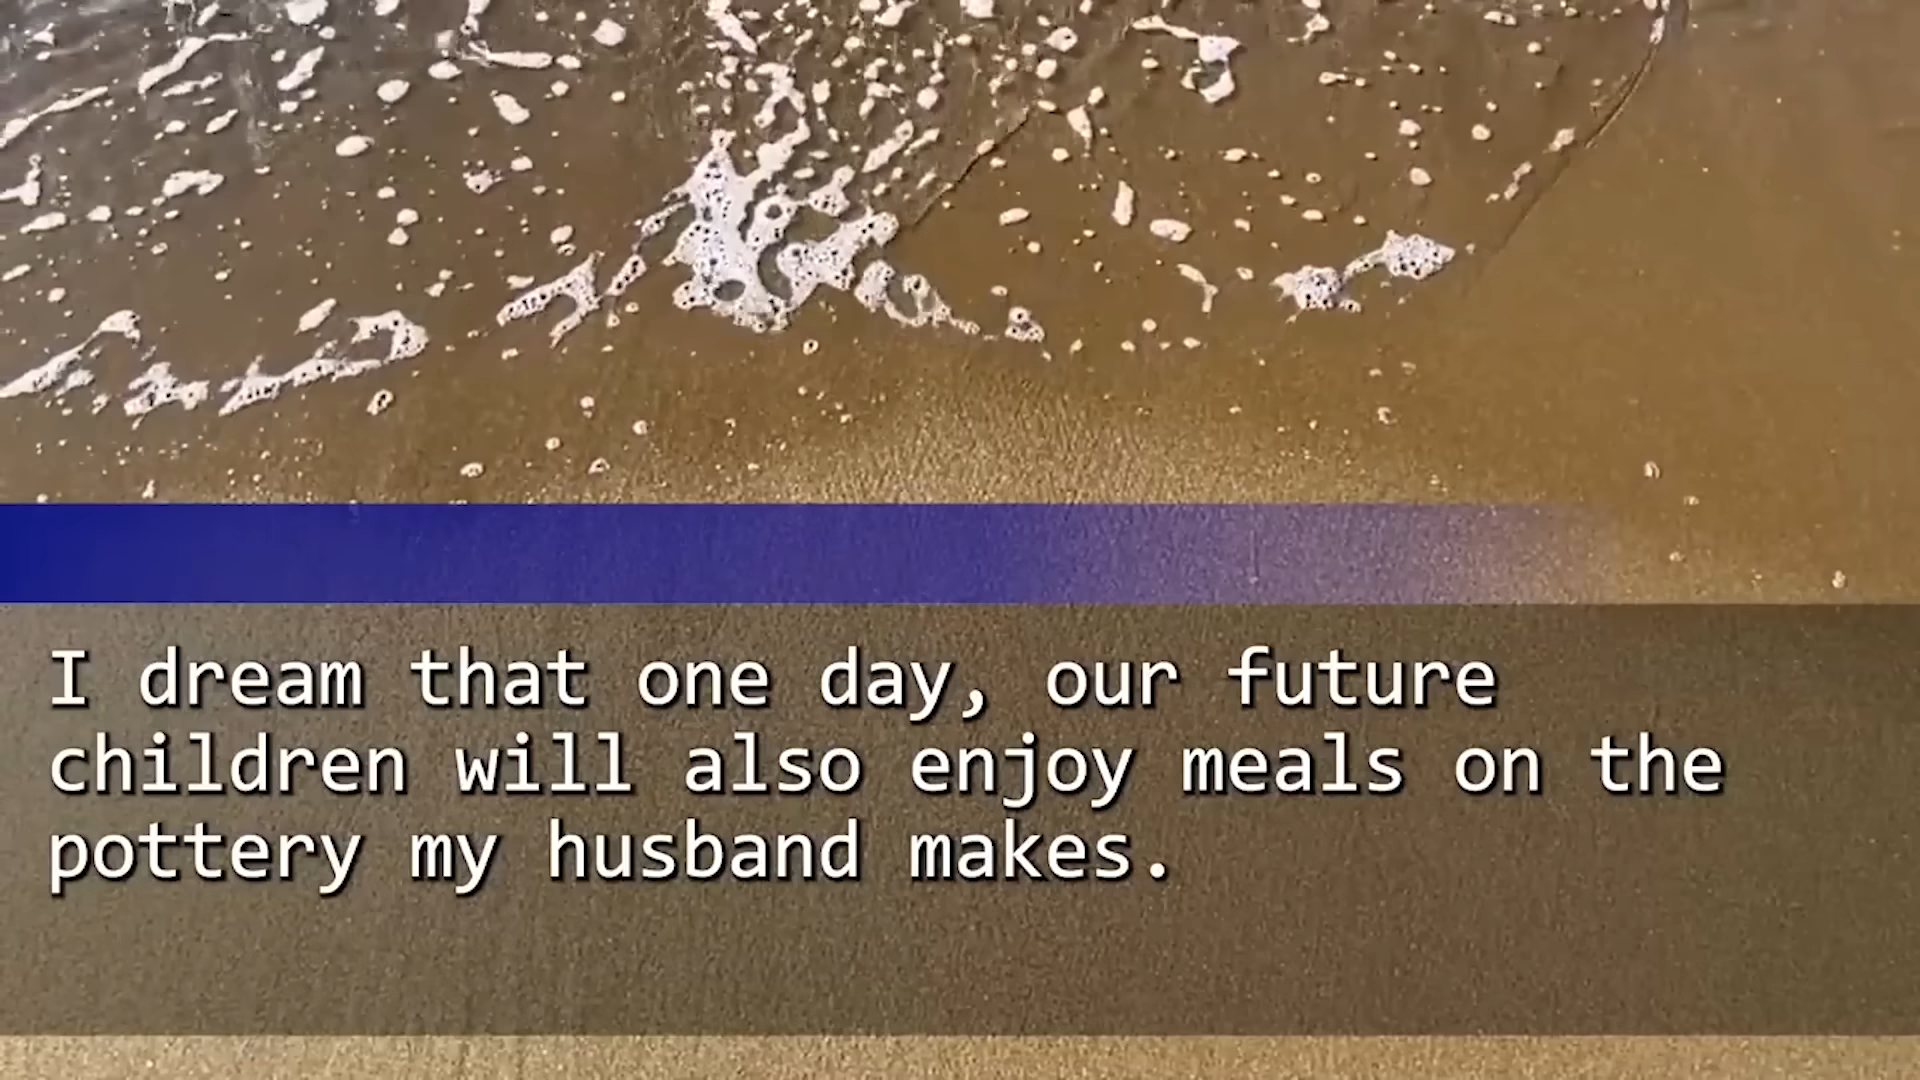 I dream that one day, our future
children will also enjoy meals on the
pottery my husband makes.